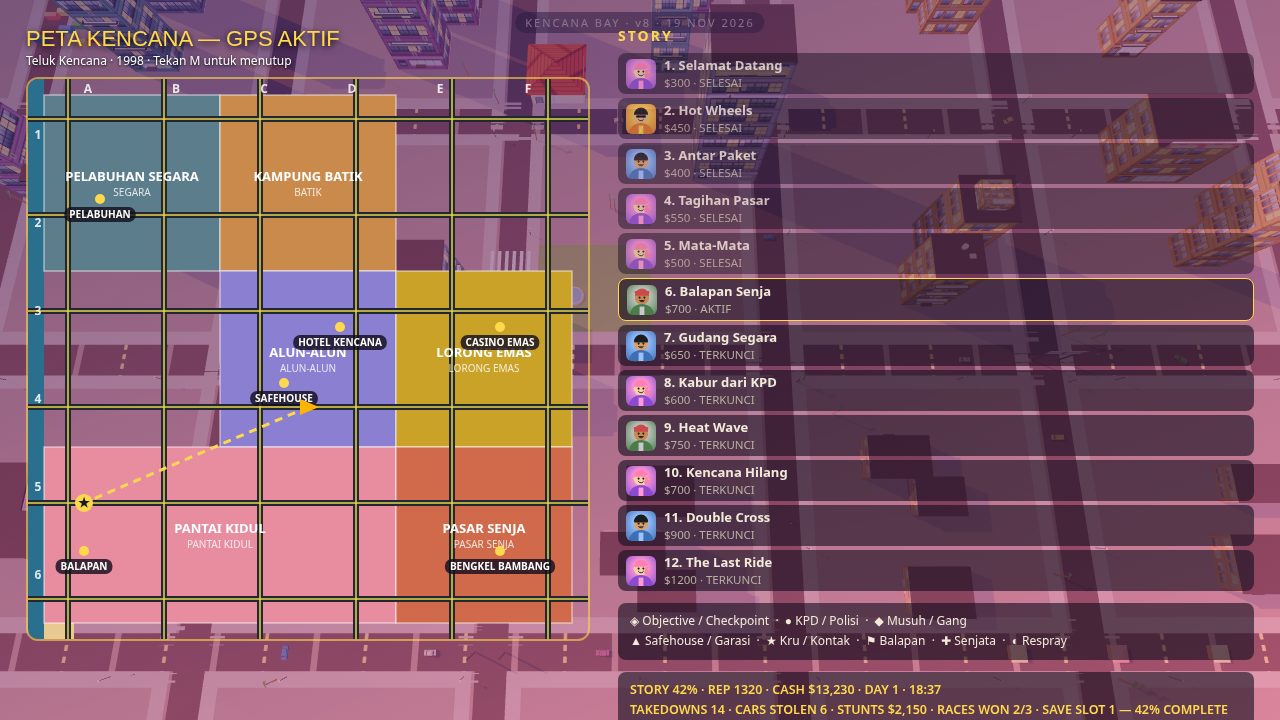 KENCANA BAY · v8 · 19 NOV 2026
PETA KENCANA — GPS AKTIF
Teluk Kencana · 1998 · Tekan M untuk menutup
A B C D E F
1
2
3
4
5
6
PELABUHAN SEGARA
SEGARA
PELABUHAN
KAMPUNG BATIK
BATIK
HOTEL KENCANA
ALUN-ALUN
ALUN-ALUN
SAFEHOUSE
CASINO EMAS
LORONG EMAS
LORONG EMAS
★
PANTAI KIDUL
PANTAI KIDUL
BALAPAN
PASAR SENJA
PASAR SENJA
BENGKEL BAMBANG
STORY
1. Selamat Datang
$300 · SELESAI
2. Hot Wheels
$450 · SELESAI
3. Antar Paket
$400 · SELESAI
4. Tagihan Pasar
$550 · SELESAI
5. Mata-Mata
$500 · SELESAI
6. Balapan Senja
$700 · AKTIF
7. Gudang Segara
$650 · TERKUNCI
8. Kabur dari KPD
$600 · TERKUNCI
9. Heat Wave
$750 · TERKUNCI
10. Kencana Hilang
$700 · TERKUNCI
11. Double Cross
$900 · TERKUNCI
12. The Last Ride
$1200 · TERKUNCI
◈ Objective / Checkpoint · ● KPD / Polisi · ◆ Musuh / Gang
▲ Safehouse / Garasi · ★ Kru / Kontak · ⚑ Balapan · ✚ Senjata · ◖ Respray
STORY 42% · REP 1320 · CASH $13,230 · DAY 1 · 18:37
TAKEDOWNS 14 · CARS STOLEN 6 · STUNTS $2,150 · RACES WON 2/3 · SAVE SLOT 1 — 42% COMPLETE